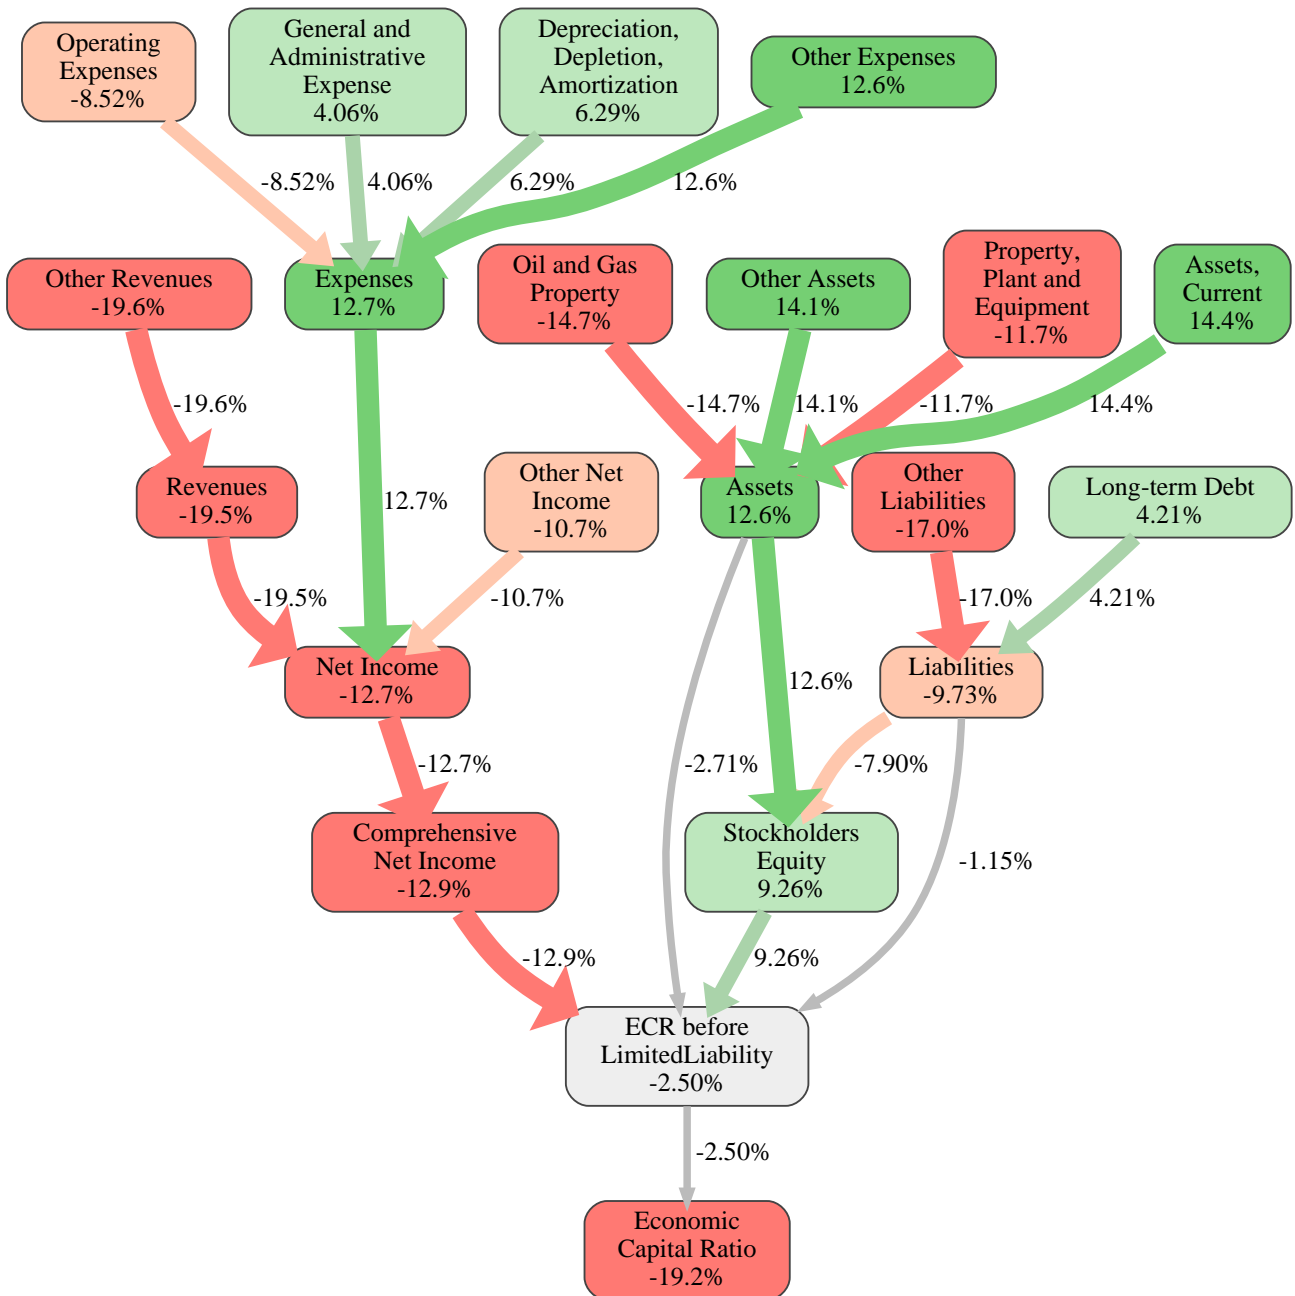 Operating
Expenses
-8.52%
General and
Administrative
Expense
4.06%
Depreciation,
Depletion,
Amortization
6.29%
Other Expenses
12.6%
-8.52%
4.06%
6.29%
12.6%
Other Revenues
-19.6%
Expenses
12.7%
Oil and Gas
Property
-14.7%
Other Assets
14.1%
Property,
Plant and
Equipment
-11.7%
Assets,
Current
14.4%
-19.6%
-14.7%
14.1%
-11.7%
14.4%
Revenues
-19.5%
12.7%
Other Net
Income
-10.7%
Assets
12.6%
Other
Liabilities
-17.0%
Long-term Debt
4.21%
-19.5%
-10.7%
-17.0%
4.21%
Net Income
-12.7%
12.6%
Liabilities
-9.73%
-12.7%
-2.71%
-7.90%
Comprehensive
Net Income
-12.9%
Stockholders
Equity
9.26%
-1.15%
-12.9%
9.26%
ECR before
LimitedLiability
-2.50%
-2.50%
Economic
Capital Ratio
-19.2%